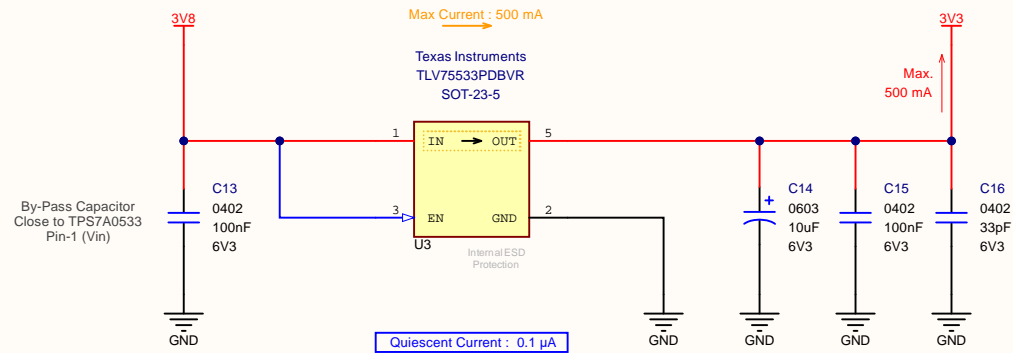 3V8
Max Current : 500 mA
3V3
Texas Instruments
TLV75533PDBVR
SOT-23-5
Max.
500 mA
1
IN
OUT
5
By-Pass Capacitor
Close to TPS7A0533
Pin-1 (Vin)
C13
0402
100nF
6V3
3
EN
GND
2
U3
Internal ESD
Protection
+
C14
0603
10uF
6V3
C15
0402
100nF
6V3
C16
0402
33pF
6V3
GND
GND
GND
GND
GND
Quiescent Current : 0.1 µA